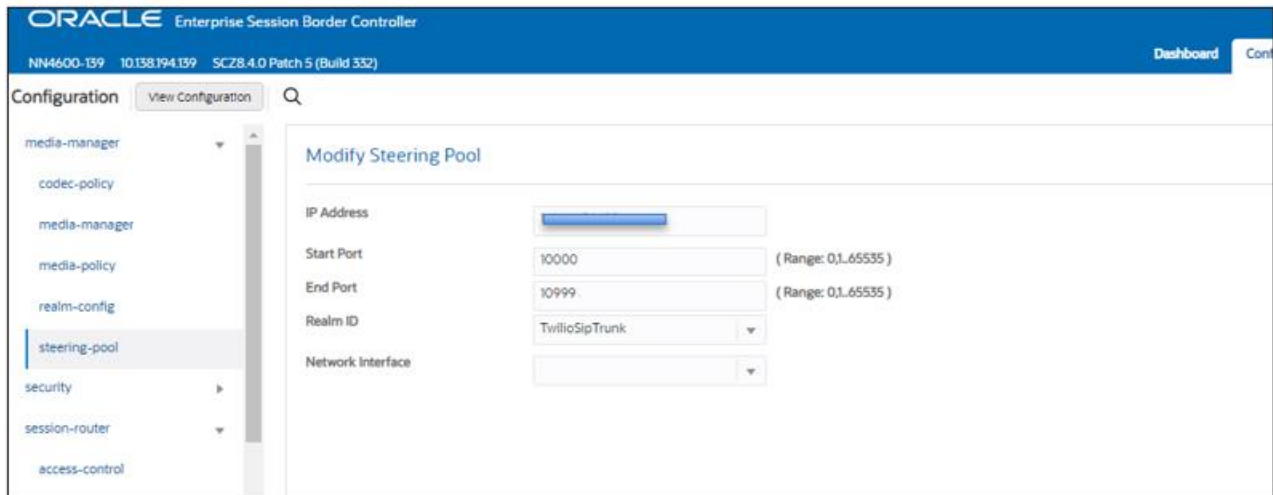 ORACLE Enterprise Session Border Controller
NN4600-139 10.138.194.139 SCZ8.4.0 Patch 5 (Build 332)
Dashboard
Conf
Configuration
View Configuration
media-manager
codec-policy
media-manager
media-policy
realm-config
steering-pool
security
session-router
access-control
Modify Steering Pool
IP Address
Start Port 10000 ( Range: 0,1..65535 )
End Port 10999 ( Range: 0,1..65535 )
Realm ID TwilioSipTrunk
Network Interface